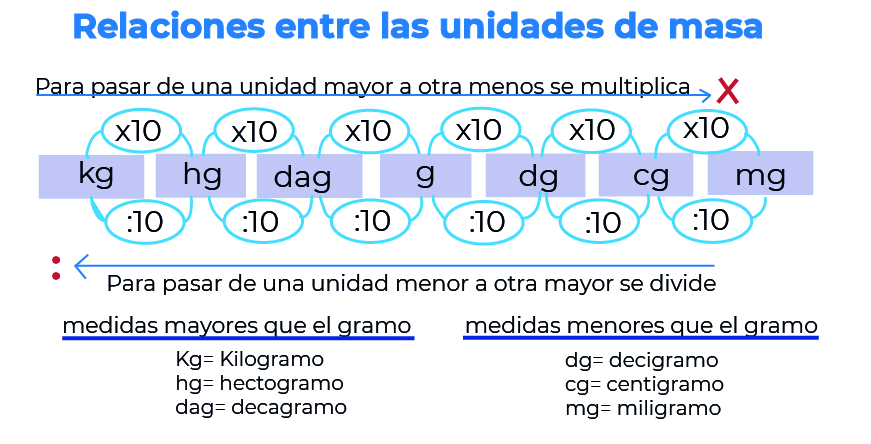 Relaciones entre las unidades de masa
Para pasar de una unidad mayor a otra menos se multiplica X
x10 x10 x10 x10 x10 x10
kg hg dag g dg cg mg
:10 :10 :10 :10 :10 :10
:
Para pasar de una unidad menor a otra mayor se divide
medidas mayores que el gramo
Kg= Kilogramo
hg= hectogramo
dag= decagramo
medidas menores que el gramo
dg= decigramo
cg= centigramo
mg= miligramo